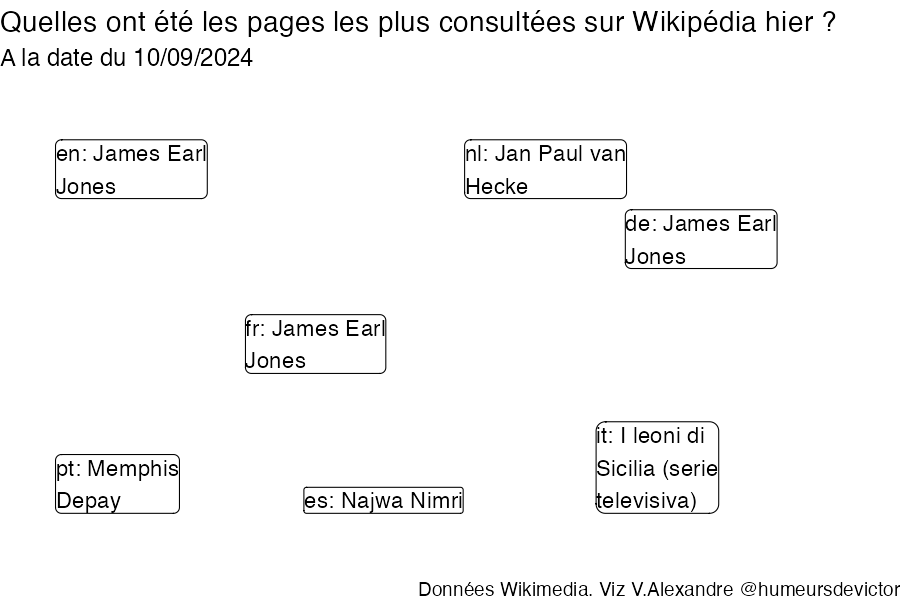 Quelles ont été les pages les plus consultées sur Wikipédia hier ?
A la date du 10/09/2024
en: James Earl
Jones
nl: Jan Paul van
Hecke
de: James Earl
Jones
fr: James Earl
Jones
it: I leoni di
Sicilia (serie
televisiva)
pt: Memphis
Depay
es: Najwa Nimri
Données Wikimedia. Viz V.Alexandre @humeursdevictor